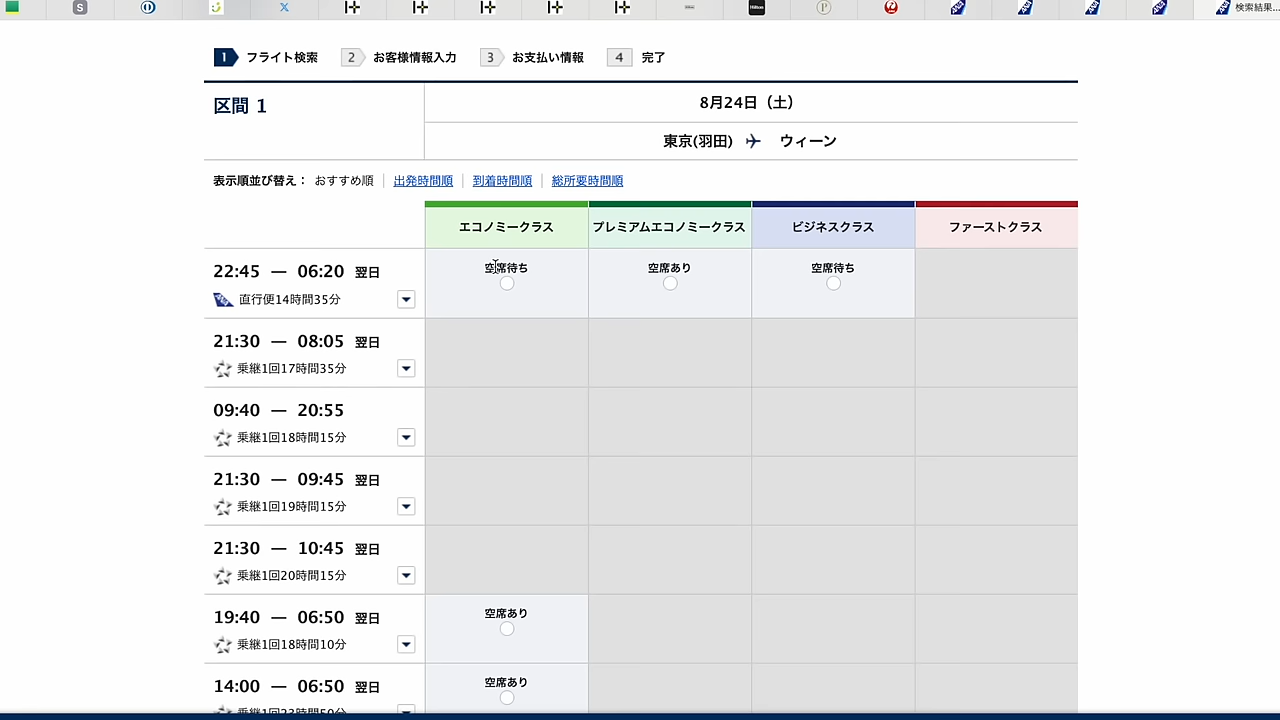 検索結果...
1 フライト検索 2 お客様情報入力 3 お支払い情報 4 完了
区間 1
8月24日（土）
東京(羽田) ✈ ウィーン
表示順並び替え： おすすめ順 | 出発時間順 | 到着時間順 | 総所要時間順
エコノミークラス プレミアムエコノミークラス ビジネスクラス ファーストクラス
22:45 — 06:20 翌日
直行便14時間35分
空席待ち 空席あり 空席待ち
21:30 — 08:05 翌日
乗継1回17時間35分
09:40 — 20:55
乗継1回18時間15分
21:30 — 09:45 翌日
乗継1回19時間15分
21:30 — 10:45 翌日
乗継1回20時間15分
19:40 — 06:50 翌日
乗継1回18時間10分
空席あり
14:00 — 06:50 翌日
乗継1回23時間50分
空席あり